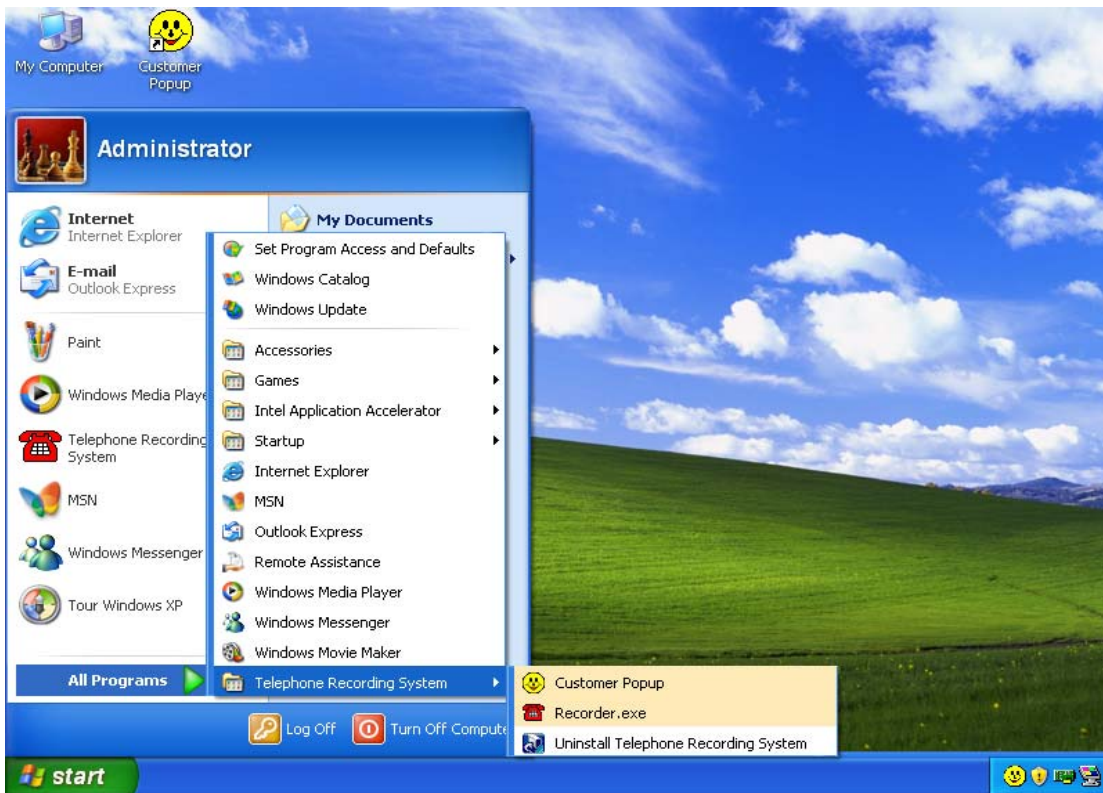 My Computer
Customer
Popup
Administrator
Internet
Internet Explorer
E-mail
Outlook Express
Paint
Windows Media Playe
Telephone Recording
System
MSN
Windows Messenger
Tour Windows XP
All Programs
My Documents
Set Program Access and Defaults
Windows Catalog
Windows Update
Accessories
Games
Intel Application Accelerator
Startup
Internet Explorer
MSN
Outlook Express
Remote Assistance
Windows Media Player
Windows Messenger
Windows Movie Maker
Telephone Recording System
Customer Popup
Recorder.exe
Uninstall Telephone Recording System
Log Off
Turn Off Compute
start